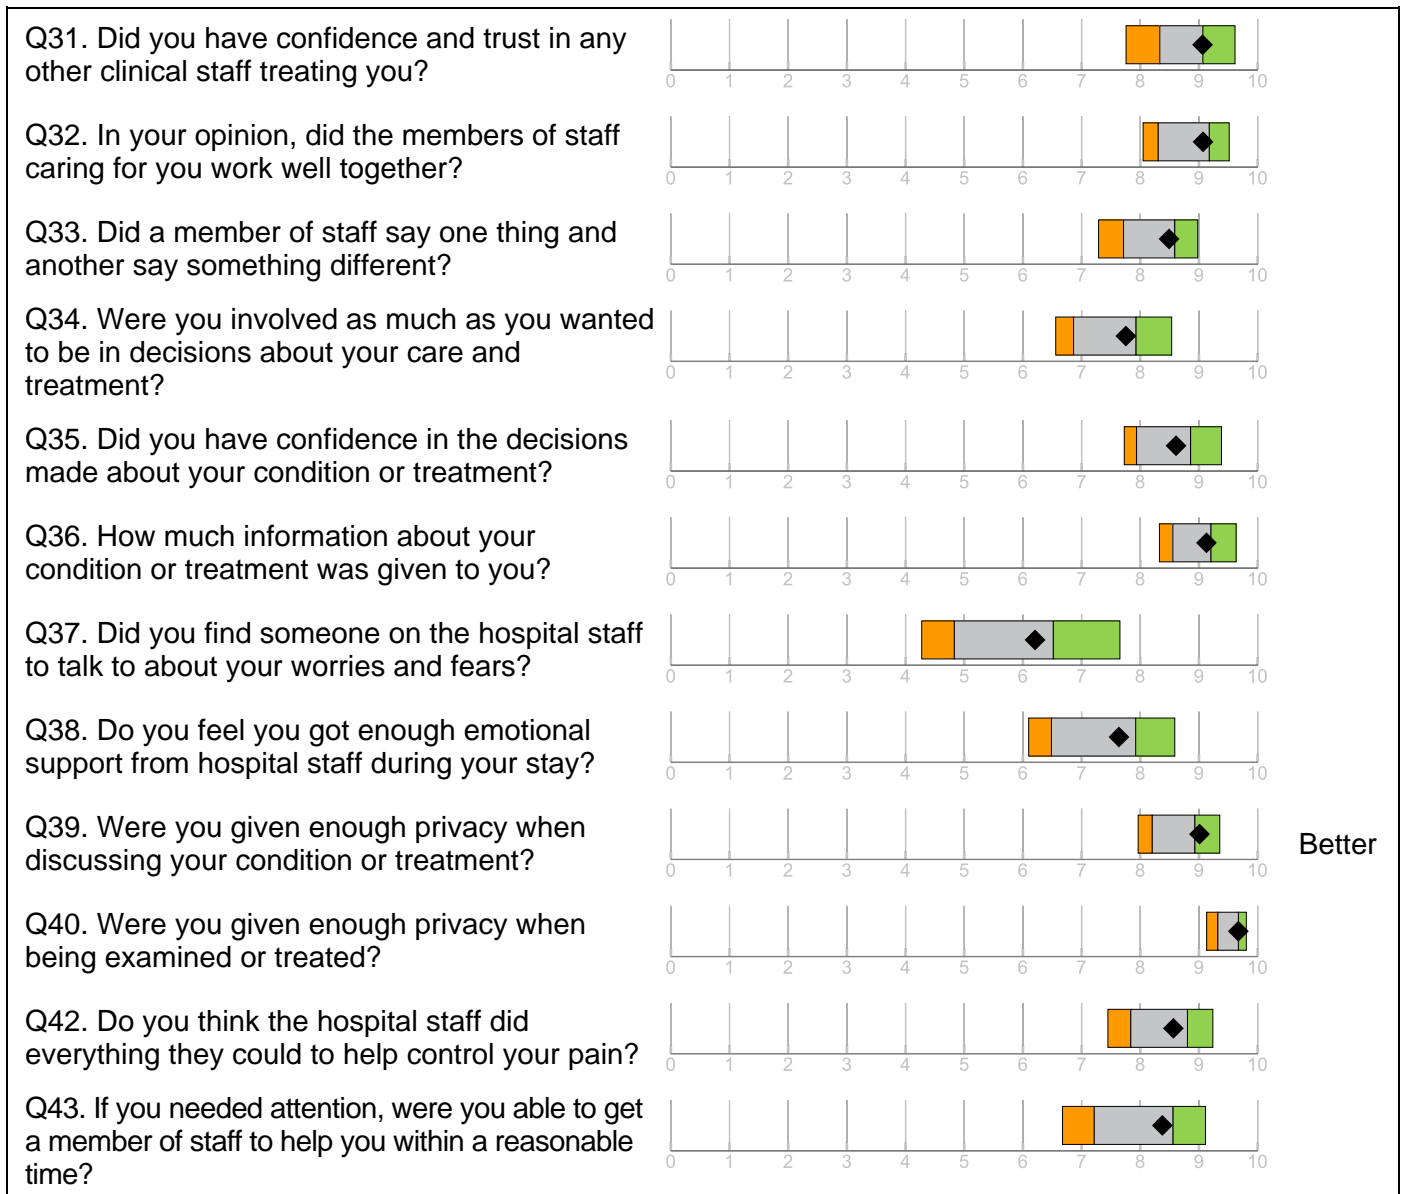 Q31. Did you have confidence and trust in any
other clinical staff treating you?
0 1 2 3 4 5 6 7 8 9 10
Q32. In your opinion, did the members of staff
caring for you work well together?
0 1 2 3 4 5 6 7 8 9 10
Q33. Did a member of staff say one thing and
another say something different?
0 1 2 3 4 5 6 7 8 9 10
Q34. Were you involved as much as you wanted
to be in decisions about your care and
treatment?
0 1 2 3 4 5 6 7 8 9 10
Q35. Did you have confidence in the decisions
made about your condition or treatment?
0 1 2 3 4 5 6 7 8 9 10
Q36. How much information about your
condition or treatment was given to you?
0 1 2 3 4 5 6 7 8 9 10
Q37. Did you find someone on the hospital staff
to talk to about your worries and fears?
0 1 2 3 4 5 6 7 8 9 10
Q38. Do you feel you got enough emotional
support from hospital staff during your stay?
0 1 2 3 4 5 6 7 8 9 10
Q39. Were you given enough privacy when
discussing your condition or treatment?
0 1 2 3 4 5 6 7 8 9 10
Better
Q40. Were you given enough privacy when
being examined or treated?
0 1 2 3 4 5 6 7 8 9 10
Q42. Do you think the hospital staff did
everything they could to help control your pain?
0 1 2 3 4 5 6 7 8 9 10
Q43. If you needed attention, were you able to get
a member of staff to help you within a reasonable
time?
0 1 2 3 4 5 6 7 8 9 10